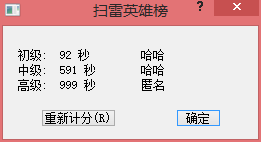 扫雷英雄榜
?
×
初级: 92 秒 哈哈
中级: 591 秒 哈哈
高级: 999 秒 匿名
重新计分(R) 确定